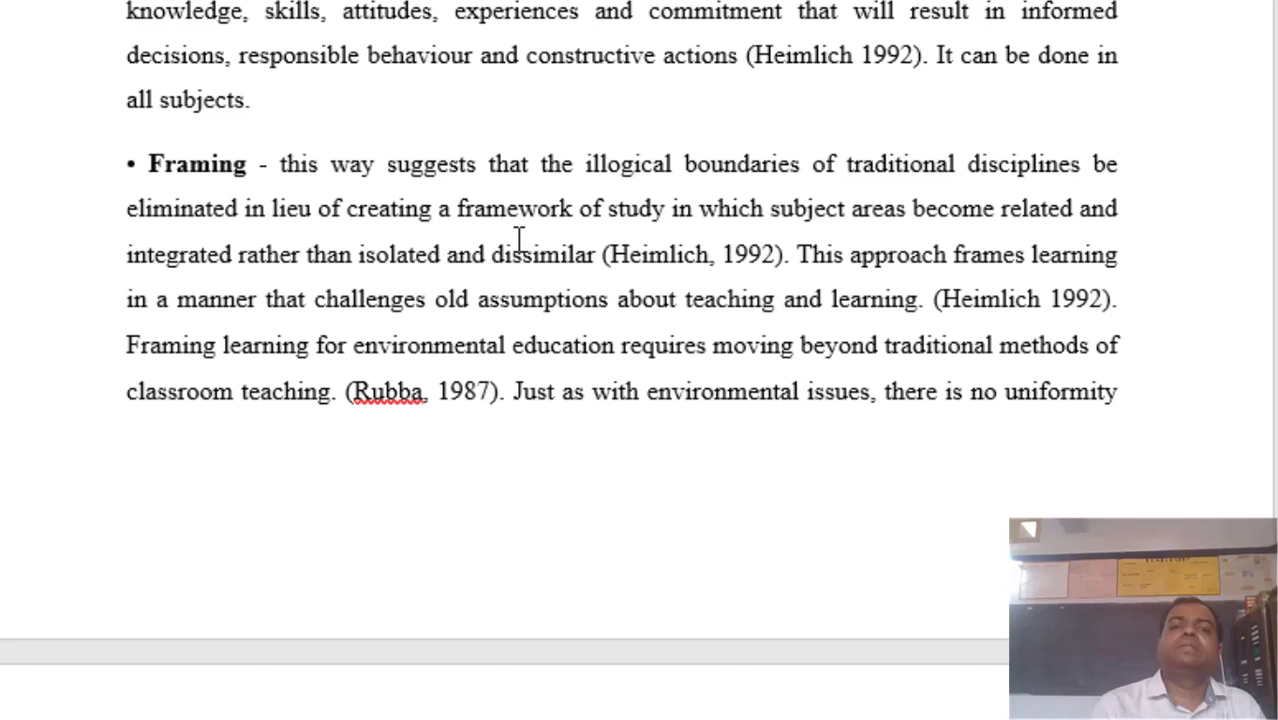 knowledge, skills, attitudes, experiences and commitment that will result in informed
decisions, responsible behaviour and constructive actions (Heimlich 1992). It can be done in
all subjects.
• Framing - this way suggests that the illogical boundaries of traditional disciplines be
eliminated in lieu of creating a framework of study in which subject areas become related and
integrated rather than isolated and dissimilar (Heimlich, 1992). This approach frames learning
in a manner that challenges old assumptions about teaching and learning. (Heimlich 1992).
Framing learning for environmental education requires moving beyond traditional methods of
classroom teaching. (Rubba, 1987). Just as with environmental issues, there is no uniformity